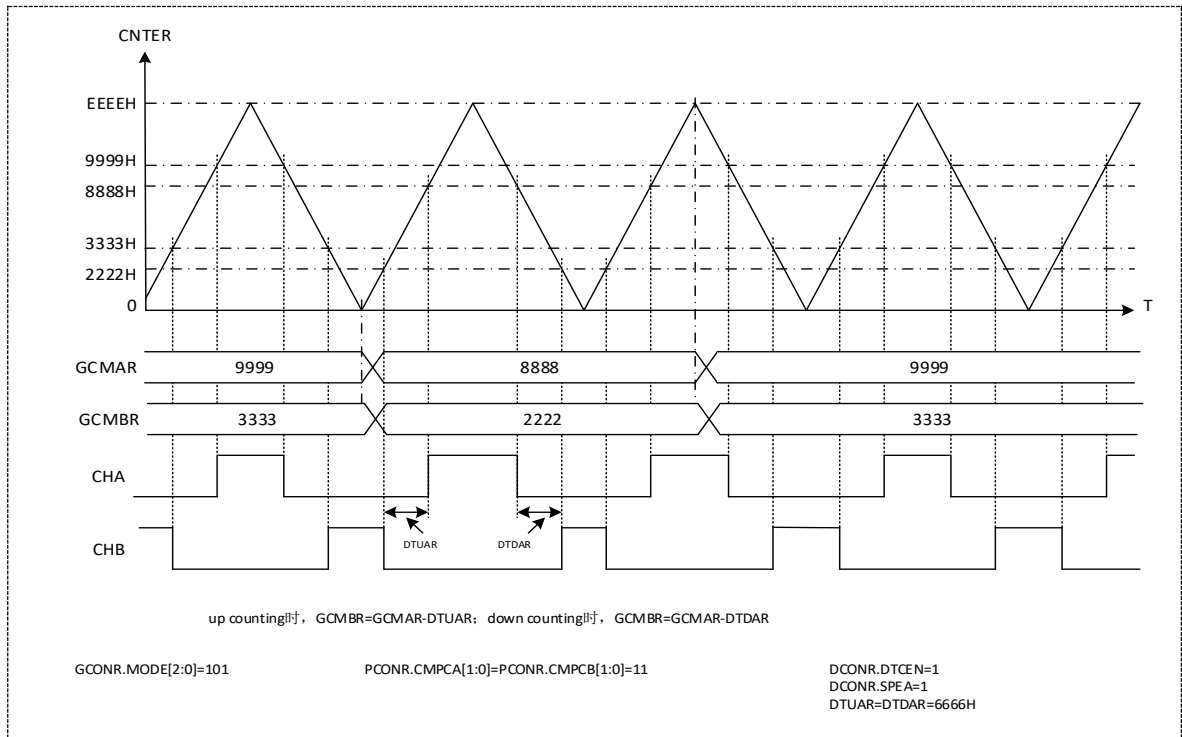 CNTER
EEEEH
9999H
8888H
3333H
2222H
0
T
GCMAR 9999 8888 9999
GCMBR 3333 2222 3333
CHA
DTUAR DTDAR
CHB
up counting时，GCMBR=GCMAR-DTUAR；down counting时，GCMBR=GCMAR-DTDAR
GCONR.MODE[2:0]=101 PCONR.CMPCA[1:0]=PCONR.CMPCB[1:0]=11 DCONR.DTCEN=1
DCONR.SPEA=1
DTUAR=DTDAR=6666H